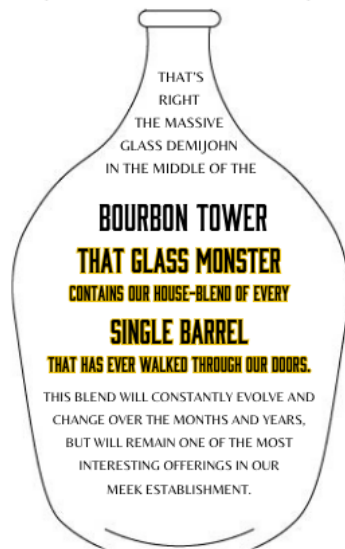 THAT'S
RIGHT
THE MASSIVE
GLASS DEMIJOHN
IN THE MIDDLE OF THE
BOURBON TOWER
THAT GLASS MONSTER
CONTAINS OUR HOUSE-BLEND OF EVERY
SINGLE BARREL
THAT HAS EVER WALKED THROUGH OUR DOORS.
THIS BLEND WILL CONSTANTLY EVOLVE AND
CHANGE OVER THE MONTHS AND YEARS,
BUT WILL REMAIN ONE OF THE MOST
INTERESTING OFFERINGS IN OUR
MEEK ESTABLISHMENT.